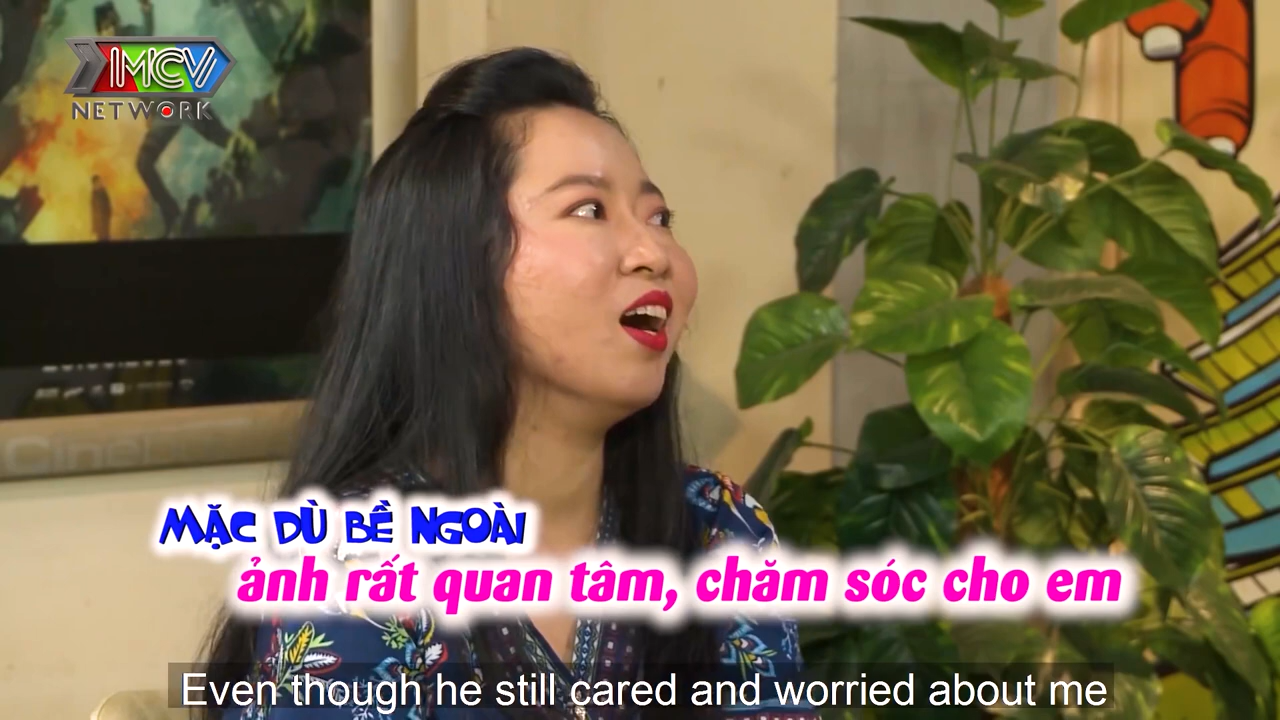 MCV
NETWORK
Cine
MẶC DÙ BỀ NGOÀI
ảnh rất quan tâm, chăm sóc cho em
Even though he still cared and worried about me